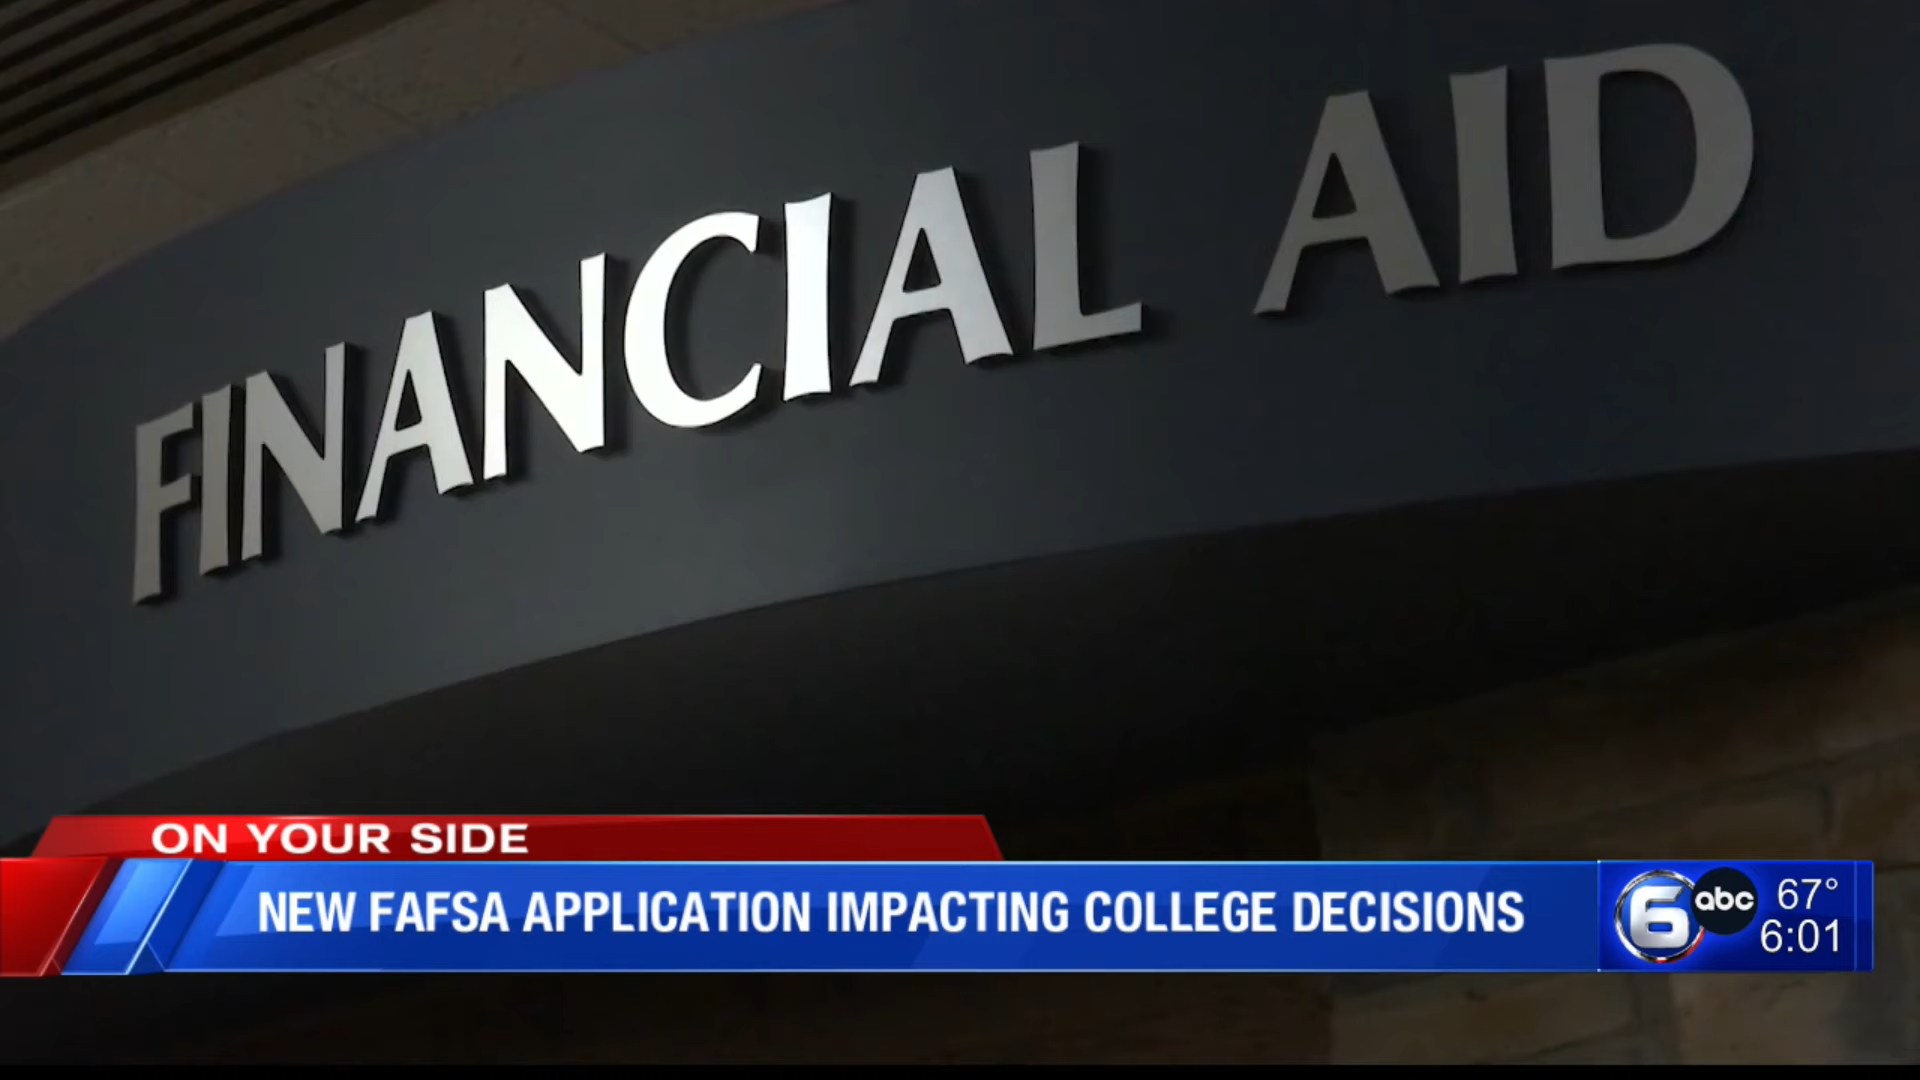 FINANCIAL AID
ON YOUR SIDE
NEW FAFSA APPLICATION IMPACTING COLLEGE DECISIONS
6 abc 67°
6:01